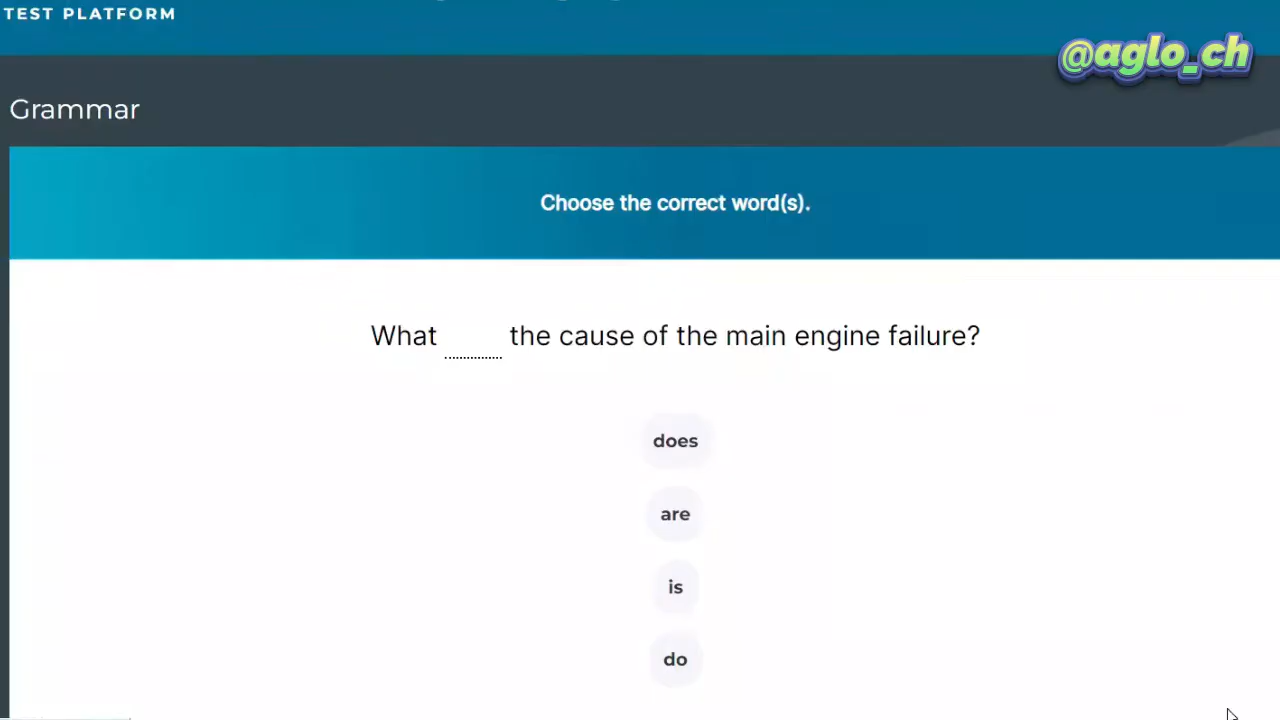 TEST PLATFORM
@aglo_ch
Grammar
Choose the correct word(s).
What the cause of the main engine failure?
does
are
is
do